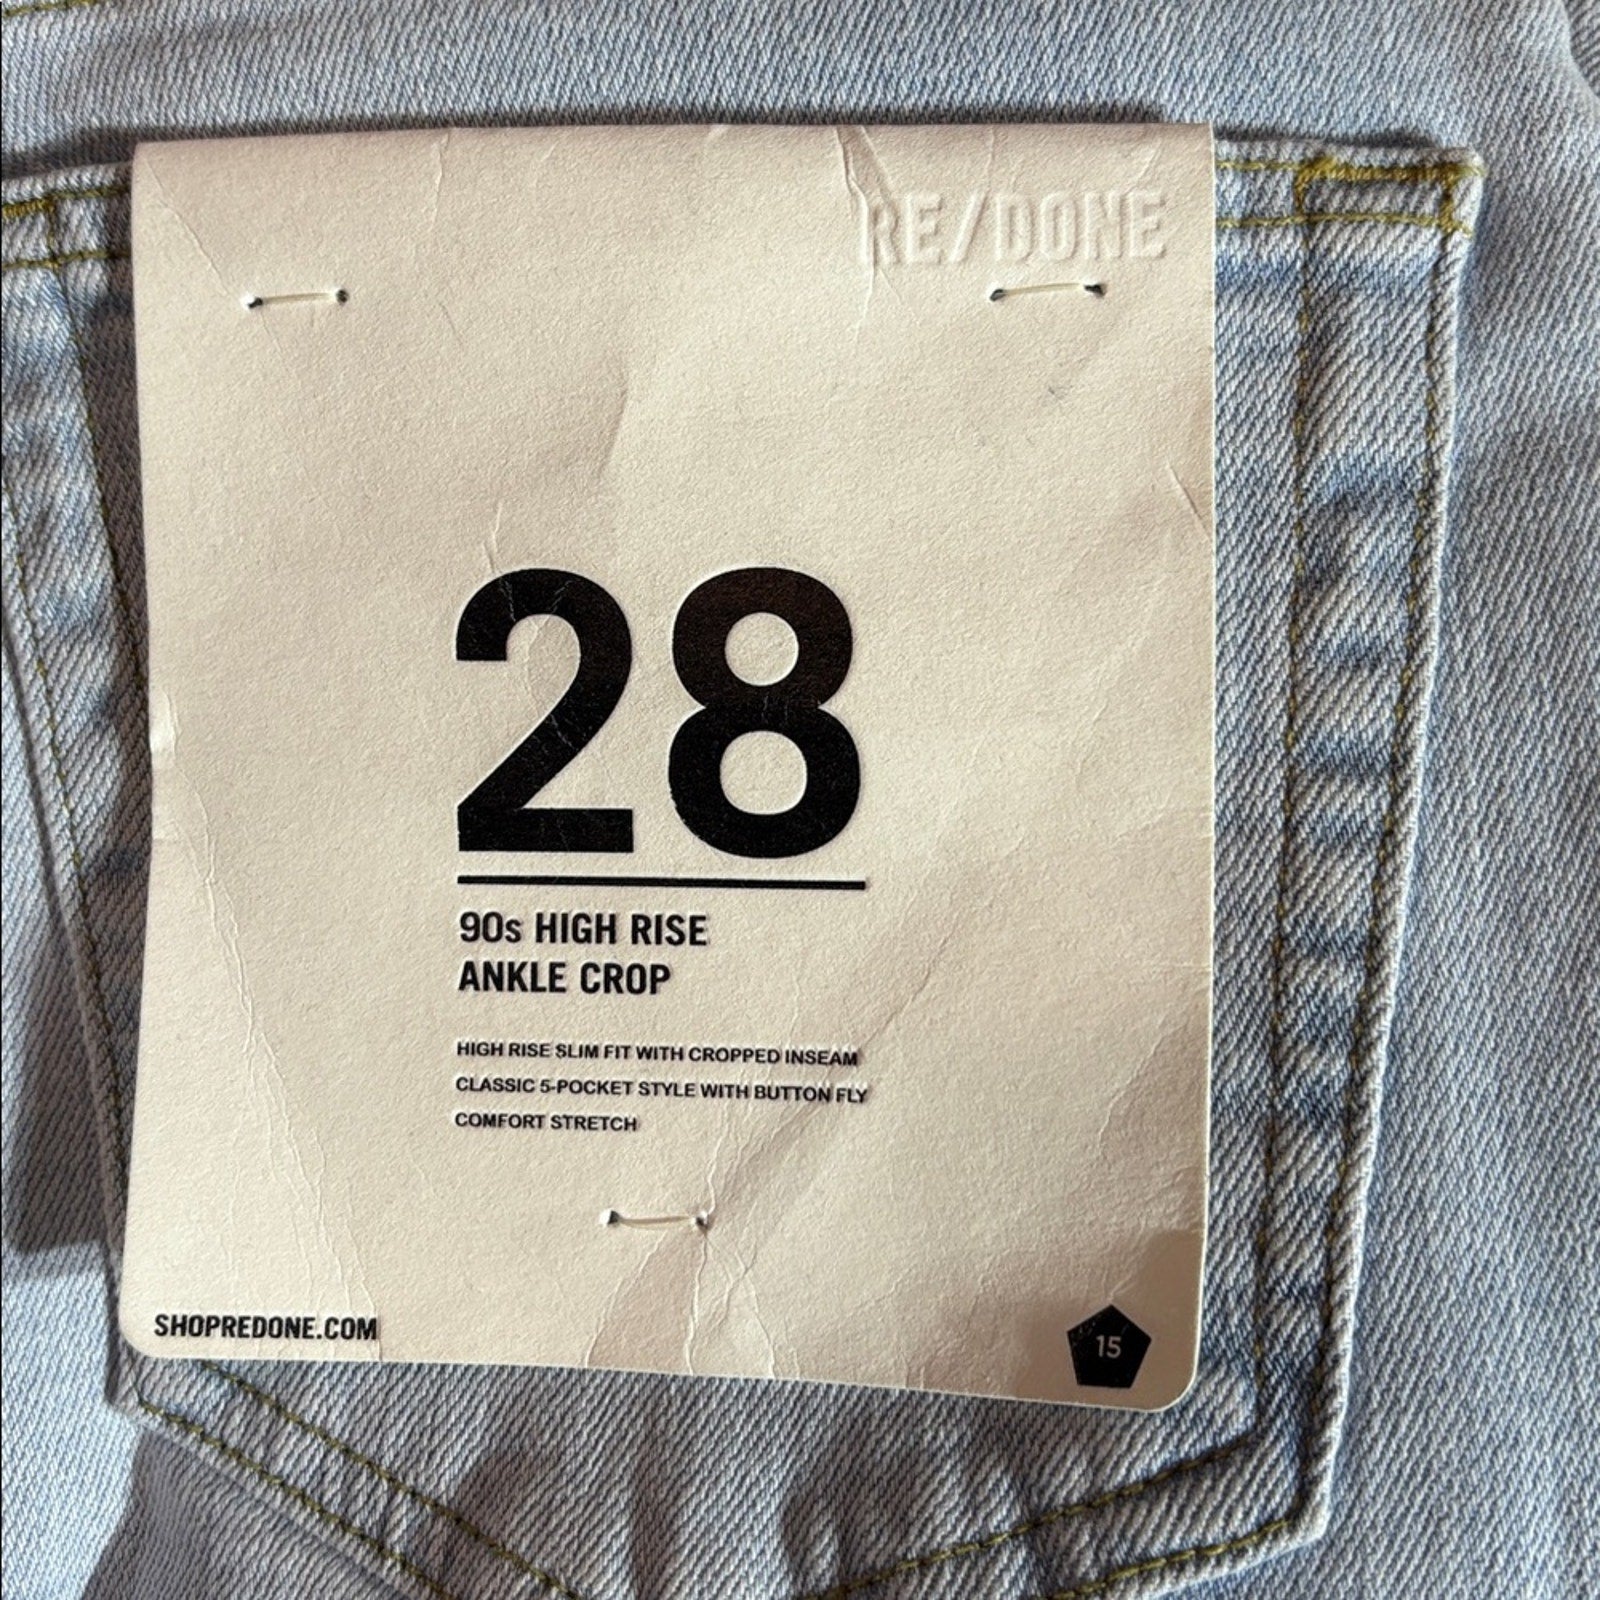 RE/DONE
28
90s HIGH RISE
ANKLE CROP
HIGH RISE SLIM FIT WITH CROPPED INSEAM
CLASSIC 5-POCKET STYLE WITH BUTTON FLY
COMFORT STRETCH
SHOPREDONE.COM
15